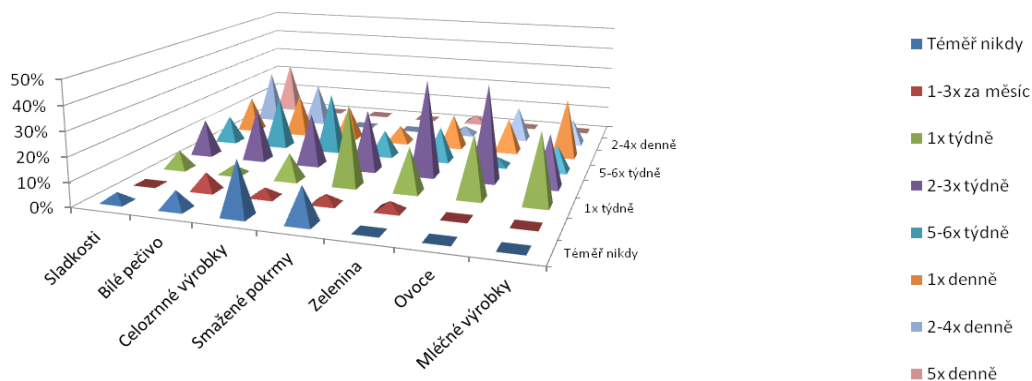 50%
40%
30%
20%
10%
0%
Sladkosti
Bílé pečivo
Celozrnné výrobky
Smažené pokrmy
Zelenina
Ovoce
Mléčné výrobky
2-4x denně
5-6x týdně
1x týdně
Téměř nikdy
Téměř nikdy
1-3x za měsíc
1x týdně
2-3x týdně
5-6x týdně
1x denně
2-4x denně
5x denně